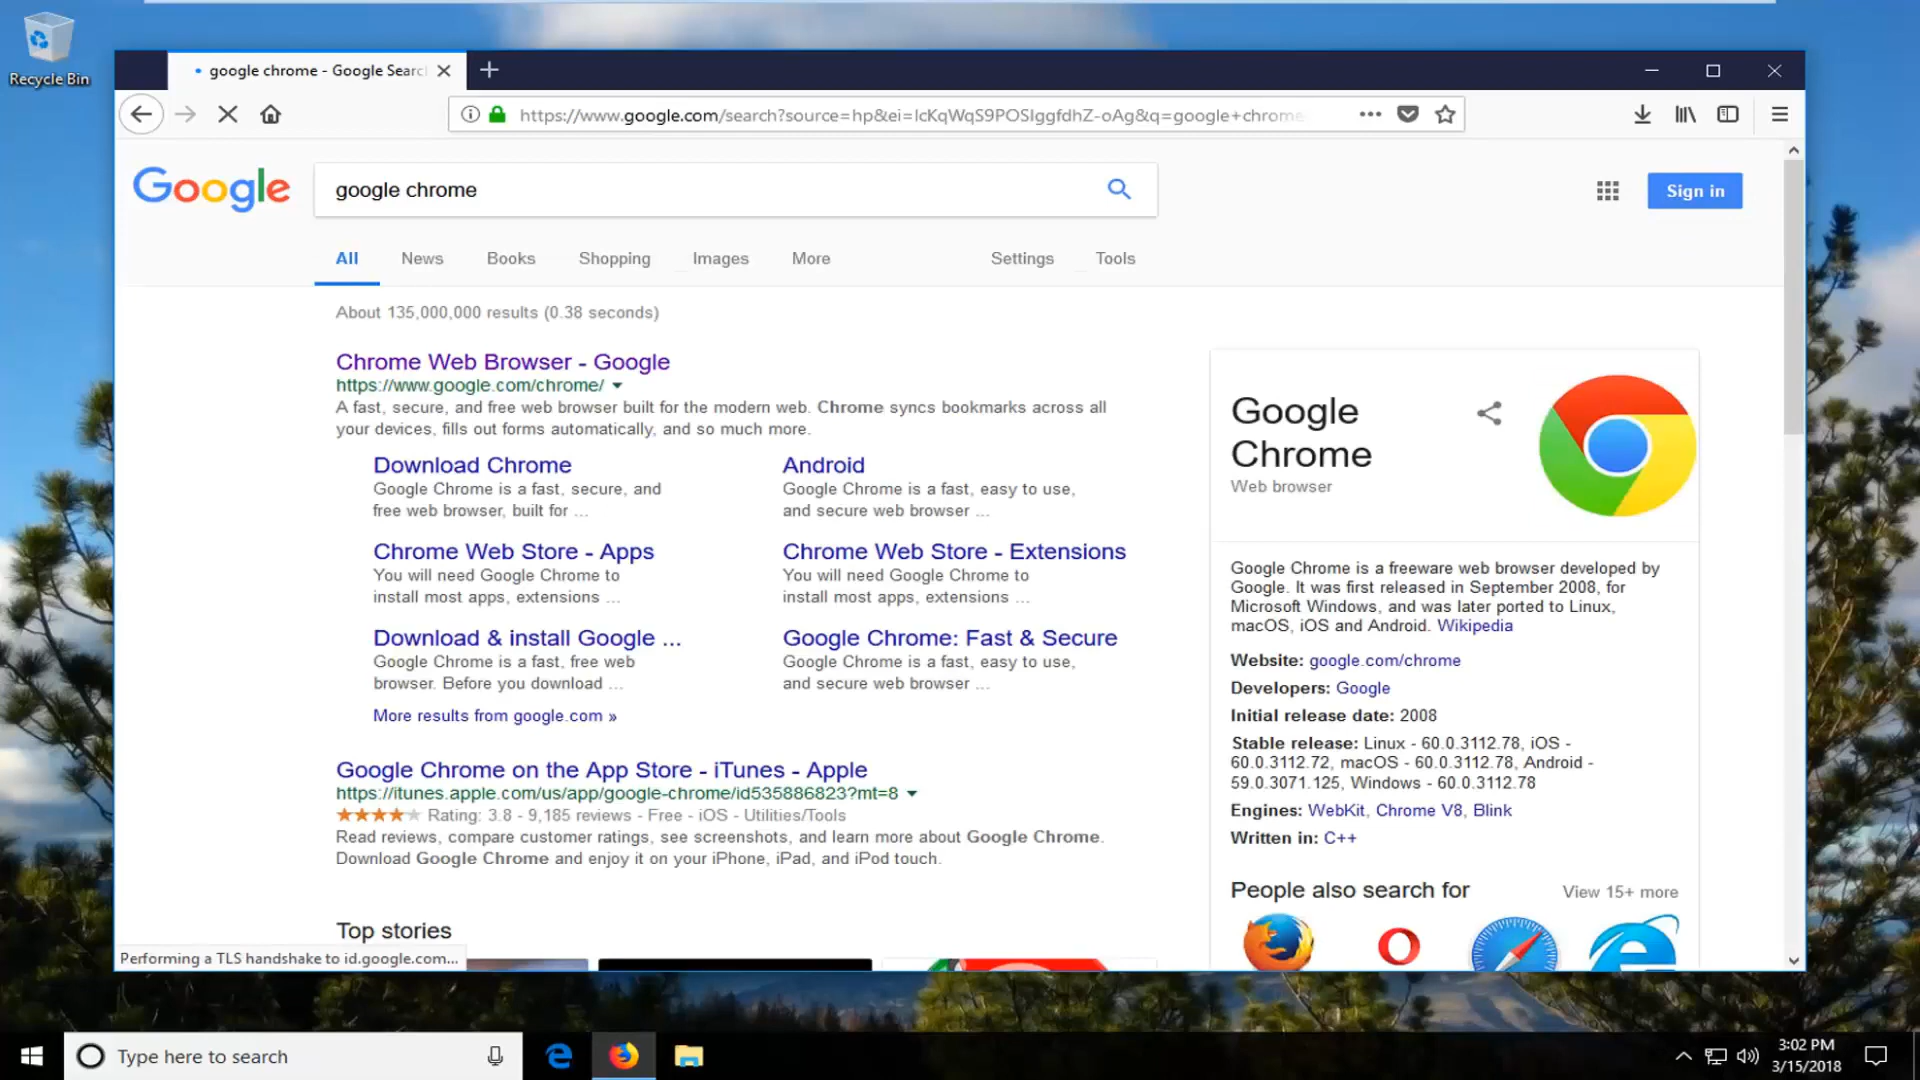 Recycle Bin
google chrome - Google Searc
https://www.google.com/search?source=hp&ei=IcKqWqS9POSIggfdhZ-oAg&q=google+chrome
Google
google chrome
Sign in
All News Books Shopping Images More Settings Tools
About 135,000,000 results (0.38 seconds)
Chrome Web Browser - Google
https://www.google.com/chrome/
A fast, secure, and free web browser built for the modern web. Chrome syncs bookmarks across all
your devices, fills out forms automatically, and so much more.
Download Chrome
Google Chrome is a fast, secure, and
free web browser, built for ...
Android
Google Chrome is a fast, easy to use,
and secure web browser ...
Chrome Web Store - Apps
You will need Google Chrome to
install most apps, extensions ...
Chrome Web Store - Extensions
You will need Google Chrome to
install most apps, extensions ...
Download & install Google ...
Google Chrome is a fast, free web
browser. Before you download ...
Google Chrome: Fast & Secure
Google Chrome is a fast, easy to use,
and secure web browser ...
More results from google.com »
Google Chrome on the App Store - iTunes - Apple
https://itunes.apple.com/us/app/google-chrome/id535886823?mt=8
Rating: 3.8 - 9,185 reviews - Free - iOS - Utilities/Tools
Read reviews, compare customer ratings, see screenshots, and learn more about Google Chrome.
Download Google Chrome and enjoy it on your iPhone, iPad, and iPod touch.
Top stories
Performing a TLS handshake to id.google.com...
Google
Chrome
Web browser
Google Chrome is a freeware web browser developed by
Google. It was first released in September 2008, for
Microsoft Windows, and was later ported to Linux,
macOS, iOS and Android. Wikipedia
Website: google.com/chrome
Developers: Google
Initial release date: 2008
Stable release: Linux - 60.0.3112.78, iOS -
60.0.3112.72, macOS - 60.0.3112.78, Android -
59.0.3071.125, Windows - 60.0.3112.78
Engines: WebKit, Chrome V8, Blink
Written in: C++
People also search for
View 15+ more
Type here to search
3:02 PM
3/15/2018